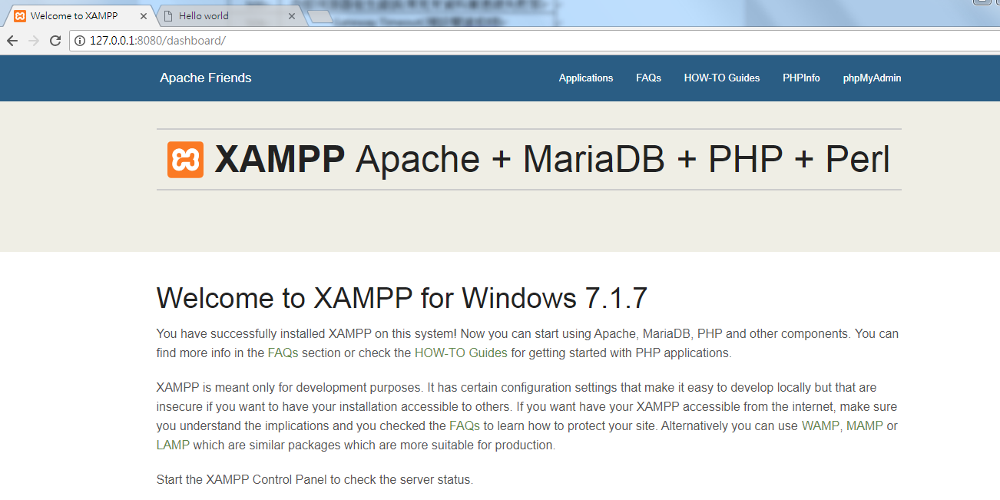 Welcome to XAMPP
Hello world
127.0.0.1:8080/dashboard/
Apache Friends
Applications
FAQs
HOW-TO Guides
PHPInfo
phpMyAdmin
XAMPP Apache + MariaDB + PHP + Perl
Welcome to XAMPP for Windows 7.1.7
You have successfully installed XAMPP on this system! Now you can start using Apache, MariaDB, PHP and other components. You can
find more info in the FAQs section or check the HOW-TO Guides for getting started with PHP applications.
XAMPP is meant only for development purposes. It has certain configuration settings that make it easy to develop locally but that are
insecure if you want to have your installation accessible to others. If you want have your XAMPP accessible from the internet, make sure
you understand the implications and you checked the FAQs to learn how to protect your site. Alternatively you can use WAMP, MAMP or
LAMP which are similar packages which are more suitable for production.
Start the XAMPP Control Panel to check the server status.